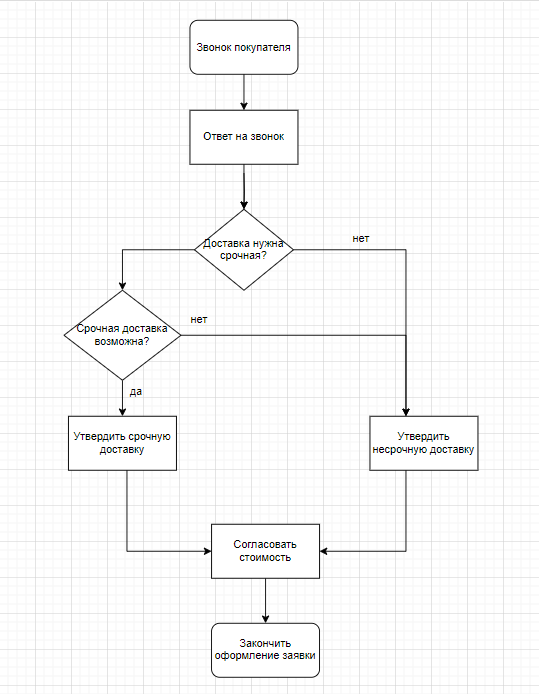 Звонок покупателя
Ответ на звонок
Доставка нужна
срочная?
нет
Срочная доставка
возможна?
нет
да
Утвердить срочную
доставку
Утвердить
несрочную доставку
Согласовать
стоимость
Закончить
оформление заявки